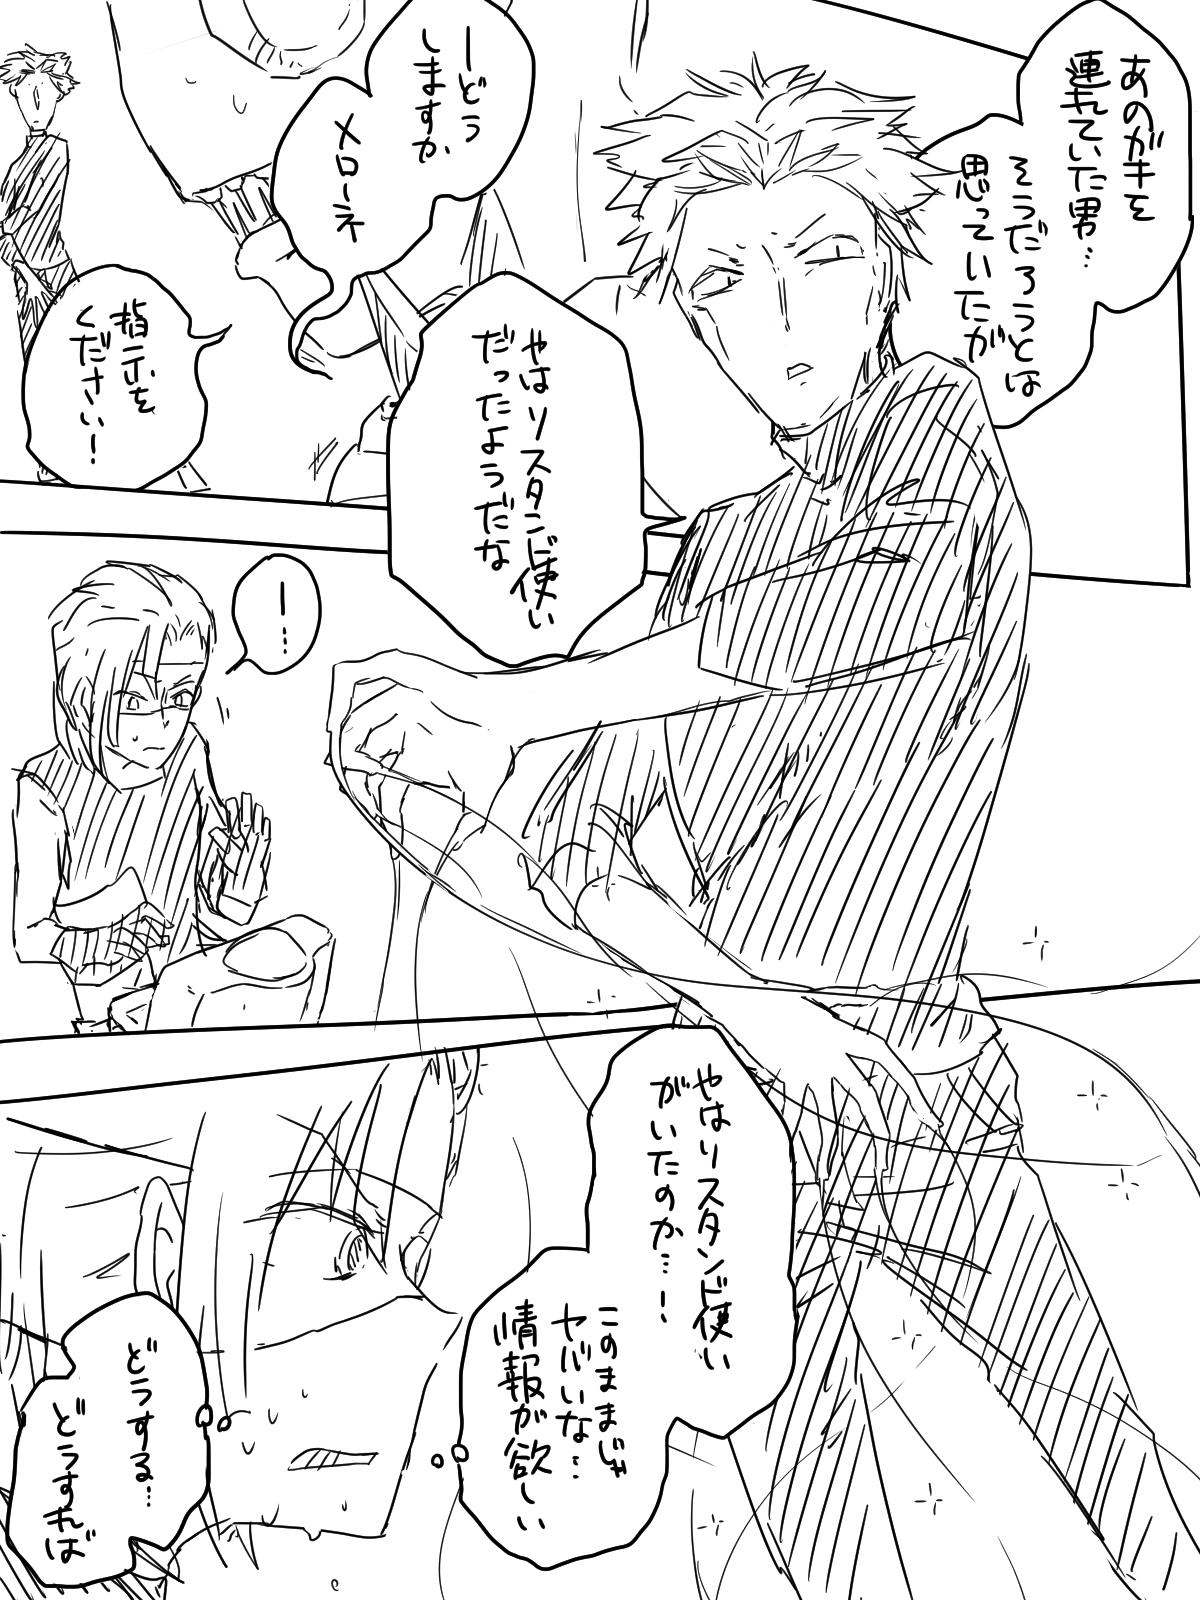 あのガキを
連れていた男…
そうだろうとは
思っていたが
やはりスタンド使い
だったようだな
ーどう
しますか
メローネ
指示を
ください！
ー…
やはりスタンド使い
がいたのか…！
このままじゃ
ヤバいな…
情報が欲しい
どうする…
どうすれば